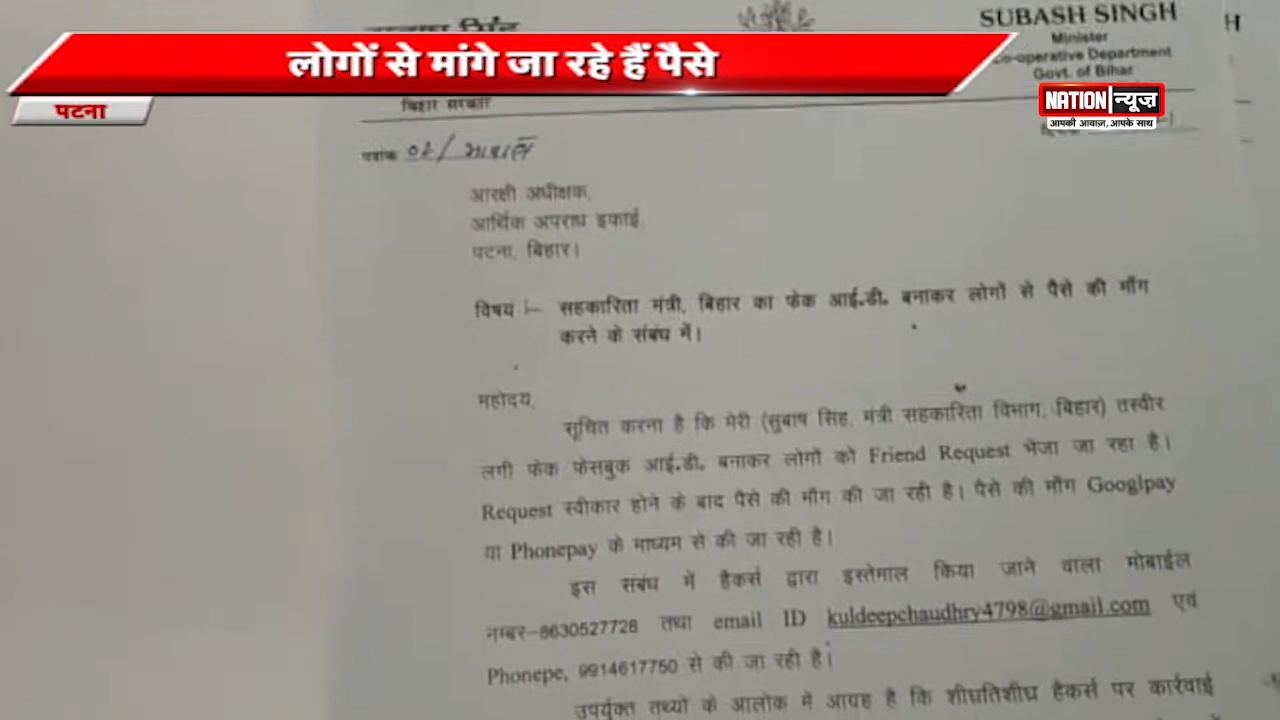 SUBASH SINGH
Minister
Co-operative Department
Govt. of Bihar
लोगों से मांगे जा रहे हैं पैसे
पटना
NATION न्यूज़
आपकी आवाज़, आपके साथ
बिहार सरकार
पत्रांक 02/
आरक्षी अधीक्षक,
आर्थिक अपराध इकाई,
पटना, बिहार।
विषय :– सहकारिता मंत्री, बिहार का फेक आई.डी. बनाकर लोगों से पैसे की माँग
करने के संबंध में।
महोदय,
सूचित करना है कि मेरी (सुबाष सिंह, मंत्री सहकारिता विभाग, बिहार) तस्वीर
लगी फेक फेसबुक आई.डी. बनाकर लोगों को Friend Request भेजा जा रहा है।
Request स्वीकार होने के बाद पैसे की माँग की जा रही है। पैसे की माँग Googlpay
या Phonepay के माध्यम से की जा रही है।
इस संबंध में हैकर्स द्वारा इस्तेमाल किया जाने वाला मोबाईल
नम्बर–8630527728 तथा email ID kuldeepchaudhry4798@gmail.com एवं
Phonepe, 9914617750 से की जा रही है।
उपर्युक्त तथ्यों के आलोक में आग्रह है कि शीघ्रतिशीघ्र हैकर्स पर कार्रवाई